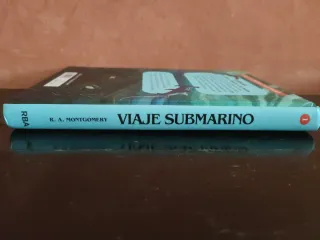 RBA
R. A. MONTGOMERY
VIAJE SUBMARINO
1